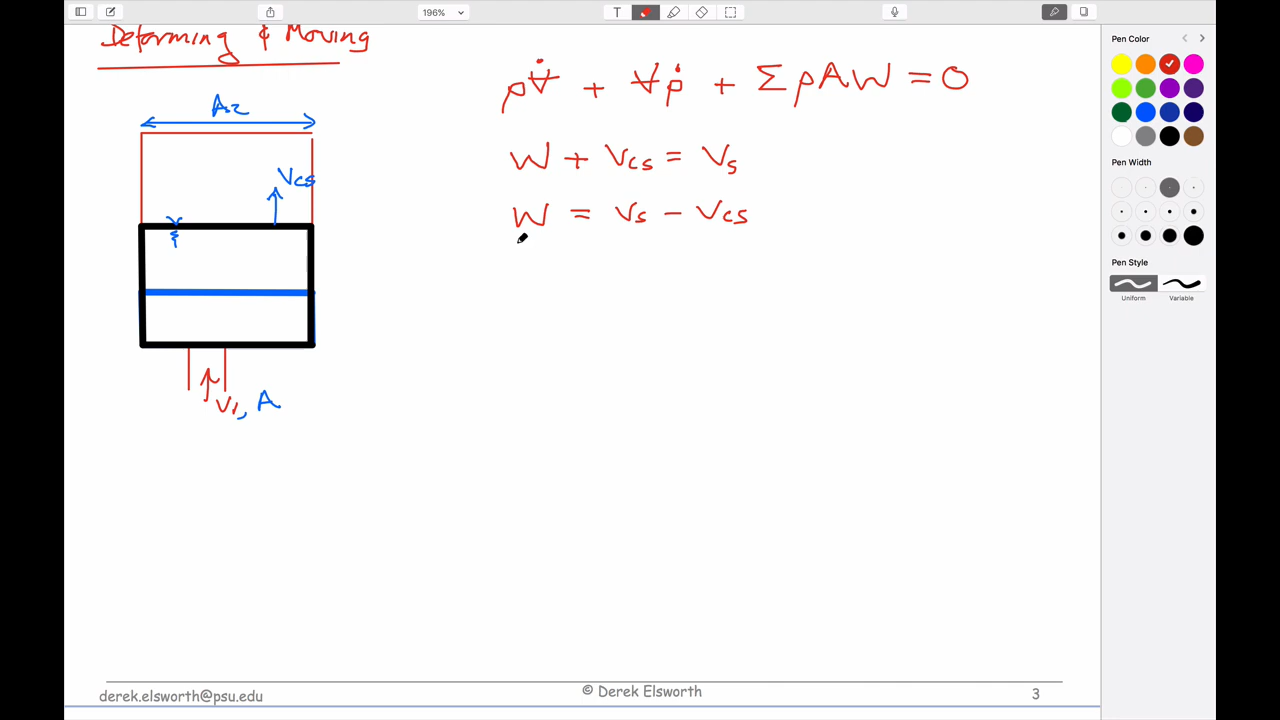 196%
T
Deforming & Moving
ρV̶̇ + V̶ρ̇ + ΣρAW = 0
A2
W + Vcs = Vs
Vcs
W = Vs - Vcs
V1, A
derek.elsworth@psu.edu
© Derek Elsworth
3
Pen Color
Pen Width
Pen Style
Uniform
Variable